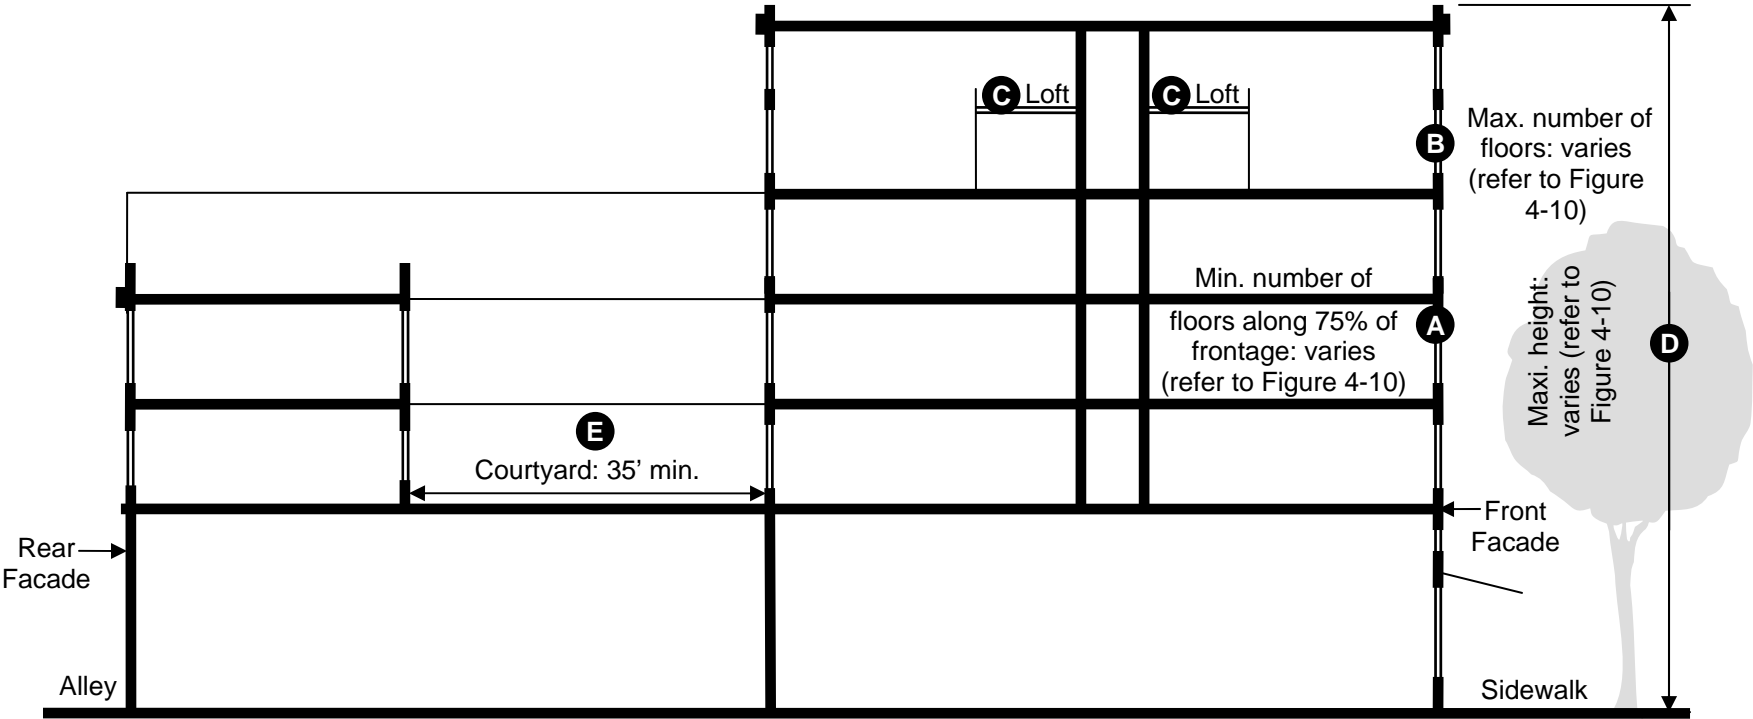 C Loft
C Loft
B
Max. number of
floors: varies
(refer to Figure
4-10)
Min. number of
floors along 75% of
frontage: varies
(refer to Figure 4-10)
A
Maxi. height:
varies (refer to
Figure 4-10)
D
E
Courtyard: 35’ min.
Front
Facade
Rear
Facade
Alley
Sidewalk